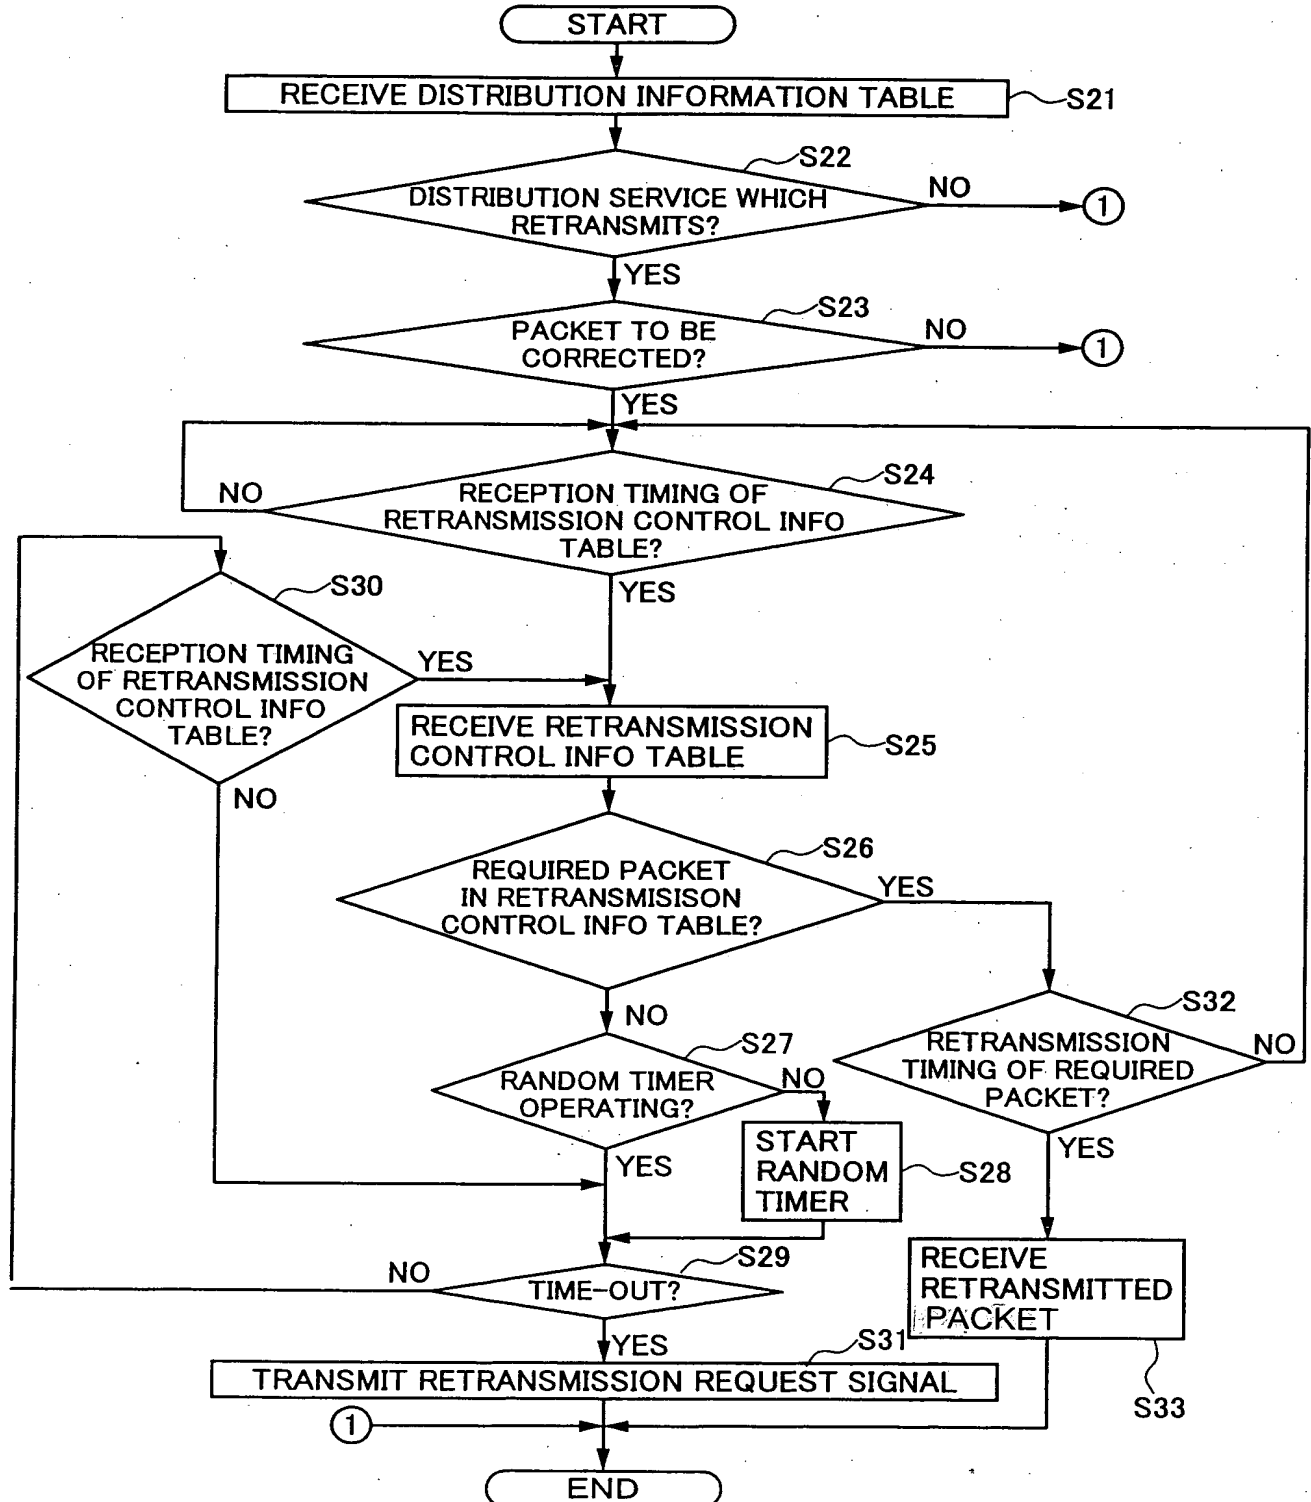 START
RECEIVE DISTRIBUTION INFORMATION TABLE
S21
S22
DISTRIBUTION SERVICE WHICH
RETRANSMITS?
NO
1
YES
S23
PACKET TO BE
CORRECTED?
NO
1
YES
S24
NO
RECEPTION TIMING OF
RETRANSMISSION CONTROL INFO
TABLE?
YES
S30
RECEPTION TIMING
OF RETRANSMISSION
CONTROL INFO
TABLE?
YES
NO
RECEIVE RETRANSMISSION
CONTROL INFO TABLE
S25
S26
REQUIRED PACKET
IN RETRANSMISISON
CONTROL INFO TABLE?
YES
NO
S32
RETRANSMISSION
TIMING OF REQUIRED
PACKET?
NO
YES
S27
RANDOM TIMER
OPERATING?
NO
YES
START
RANDOM
TIMER
S28
S29
TIME-OUT?
NO
YES
RECEIVE
RETRANSMITTED
PACKET
S33
S31
TRANSMIT RETRANSMISSION REQUEST SIGNAL
1
END